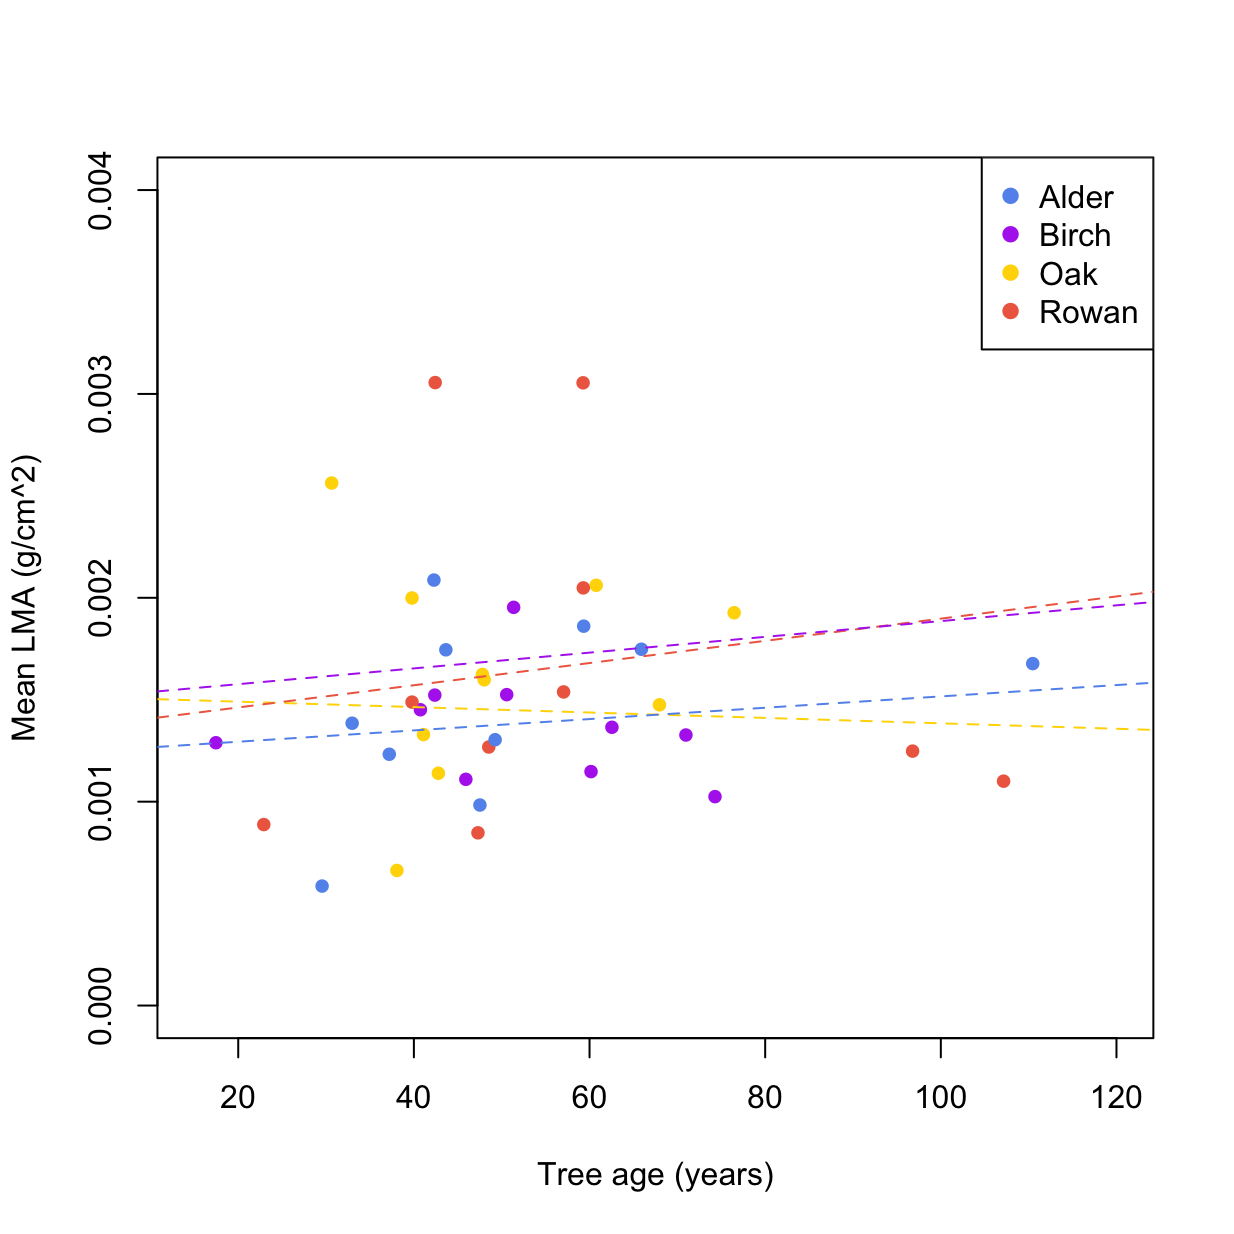 Alder
Birch
Oak
Rowan
0.004
0.003
0.002
0.001
0.000
Mean LMA (g/cm^2)
20 40 60 80 100 120
Tree age (years)